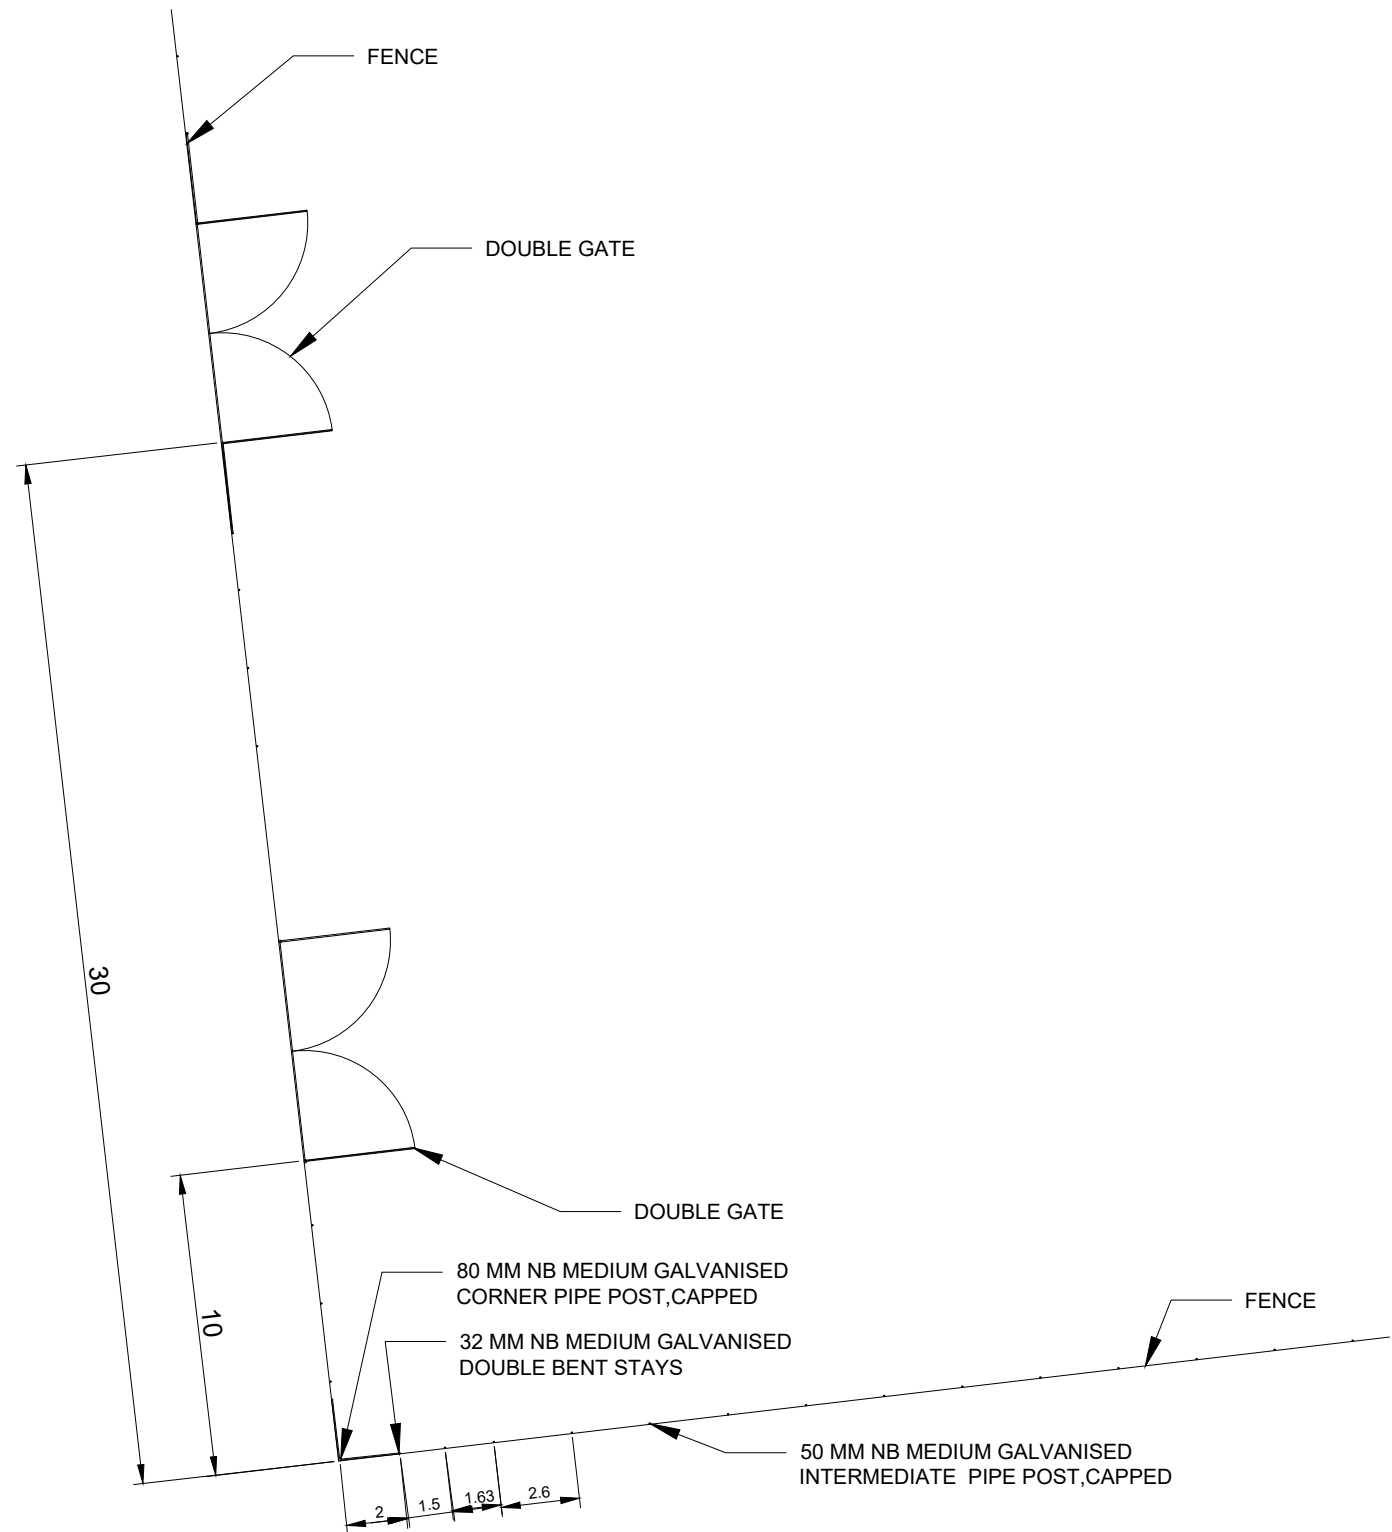 FENCE
DOUBLE GATE
30
DOUBLE GATE
80 MM NB MEDIUM GALVANISED
CORNER PIPE POST,CAPPED
10
FENCE
32 MM NB MEDIUM GALVANISED
DOUBLE BENT STAYS
50 MM NB MEDIUM GALVANISED
INTERMEDIATE  PIPE POST,CAPPED
2
1.5
1.63
2.6